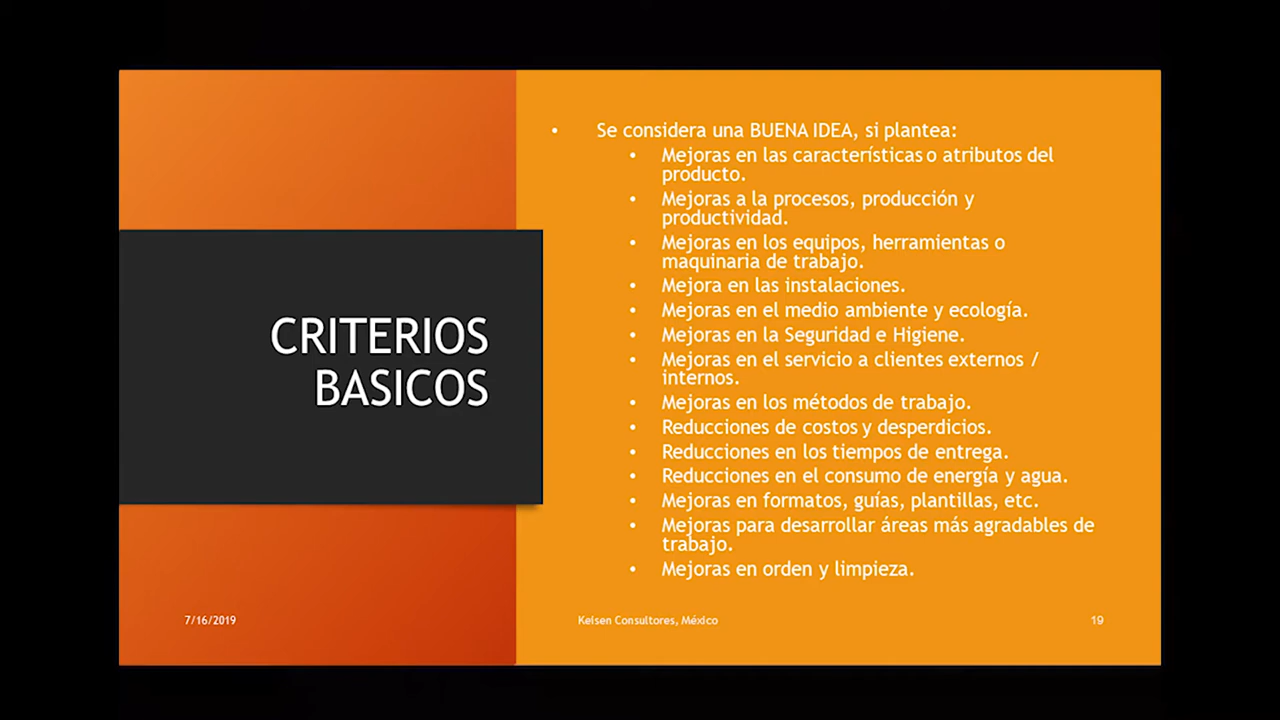 CRITERIOS
BASICOS
• Se considera una BUENA IDEA, si plantea:
• Mejoras en las características o atributos del
producto.
• Mejoras a la procesos, producción y
productividad.
• Mejoras en los equipos, herramientas o
maquinaria de trabajo.
• Mejora en las instalaciones.
• Mejoras en el medio ambiente y ecología.
• Mejoras en la Seguridad e Higiene.
• Mejoras en el servicio a clientes externos /
internos.
• Mejoras en los métodos de trabajo.
• Reducciones de costos y desperdicios.
• Reducciones en los tiempos de entrega.
• Reducciones en el consumo de energía y agua.
• Mejoras en formatos, guías, plantillas, etc.
• Mejoras para desarrollar áreas más agradables de
trabajo.
• Mejoras en orden y limpieza.
7/16/2019
Kelsen Consultores, México
19